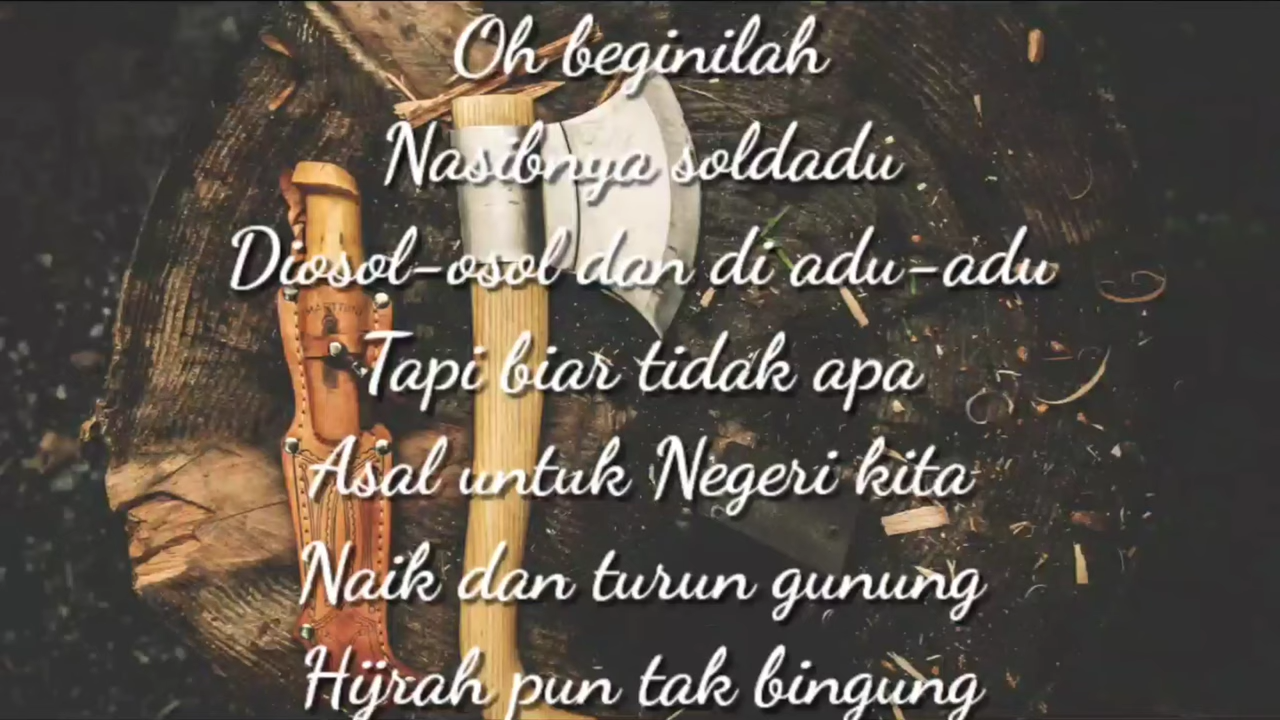 Oh beginilah
Nasibnya soldadu
Diosol-osol dan di adu-adu
Tapi biar tidak apa
Asal untuk Negeri kita
Naik dan turun gunung
Hijrah pun tak bingung